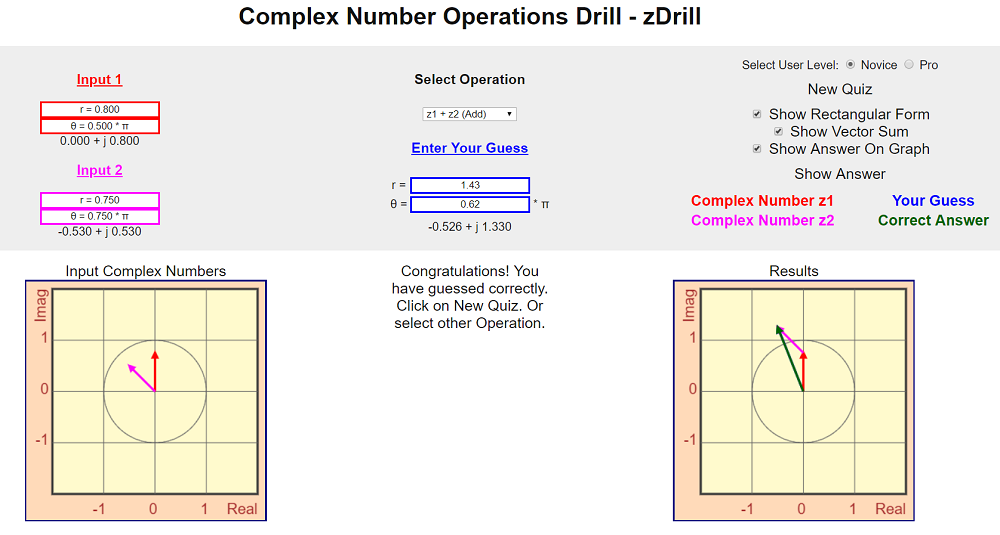 Complex Number Operations Drill - zDrill
Input 1
r = 0.800
θ = 0.500 * π
0.000 + j 0.800
Input 2
r = 0.750
θ = 0.750 * π
-0.530 + j 0.530
Select Operation
z1 + z2 (Add)
Enter Your Guess
r = 1.43
θ = 0.62 * π
-0.526 + j 1.330
Select User Level: Novice Pro
New Quiz
Show Rectangular Form
Show Vector Sum
Show Answer On Graph
Show Answer
Complex Number z1 Your Guess
Complex Number z2 Correct Answer
Input Complex Numbers
Imag
1
0
-1
-1 0 1 Real
Congratulations! You
have guessed correctly.
Click on New Quiz. Or
select other Operation.
Results
Imag
1
0
-1
-1 0 1 Real